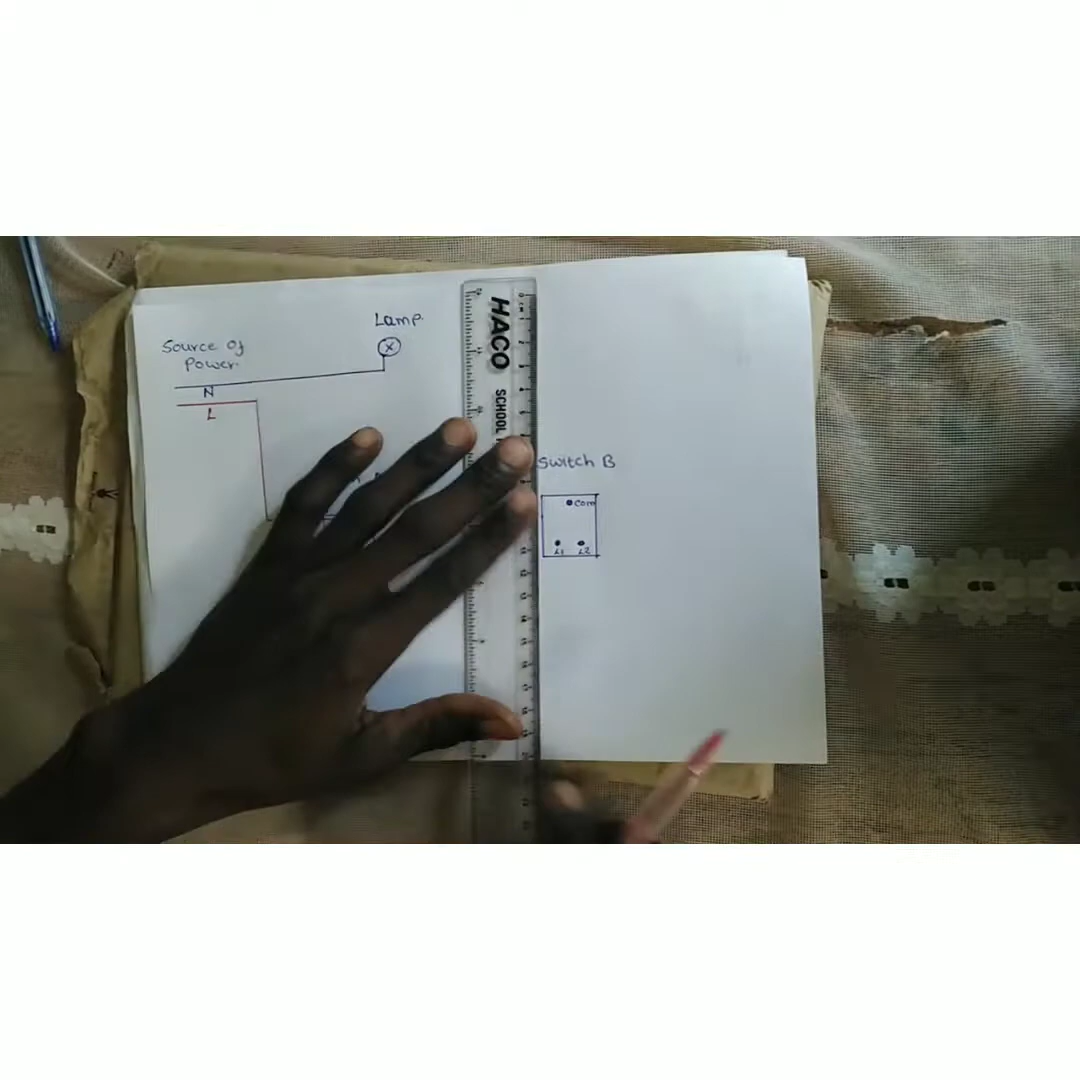 Lamp.
Source Of
Power.
N
L
HACO
SCHOOL
Switch B
Com
L1 L2